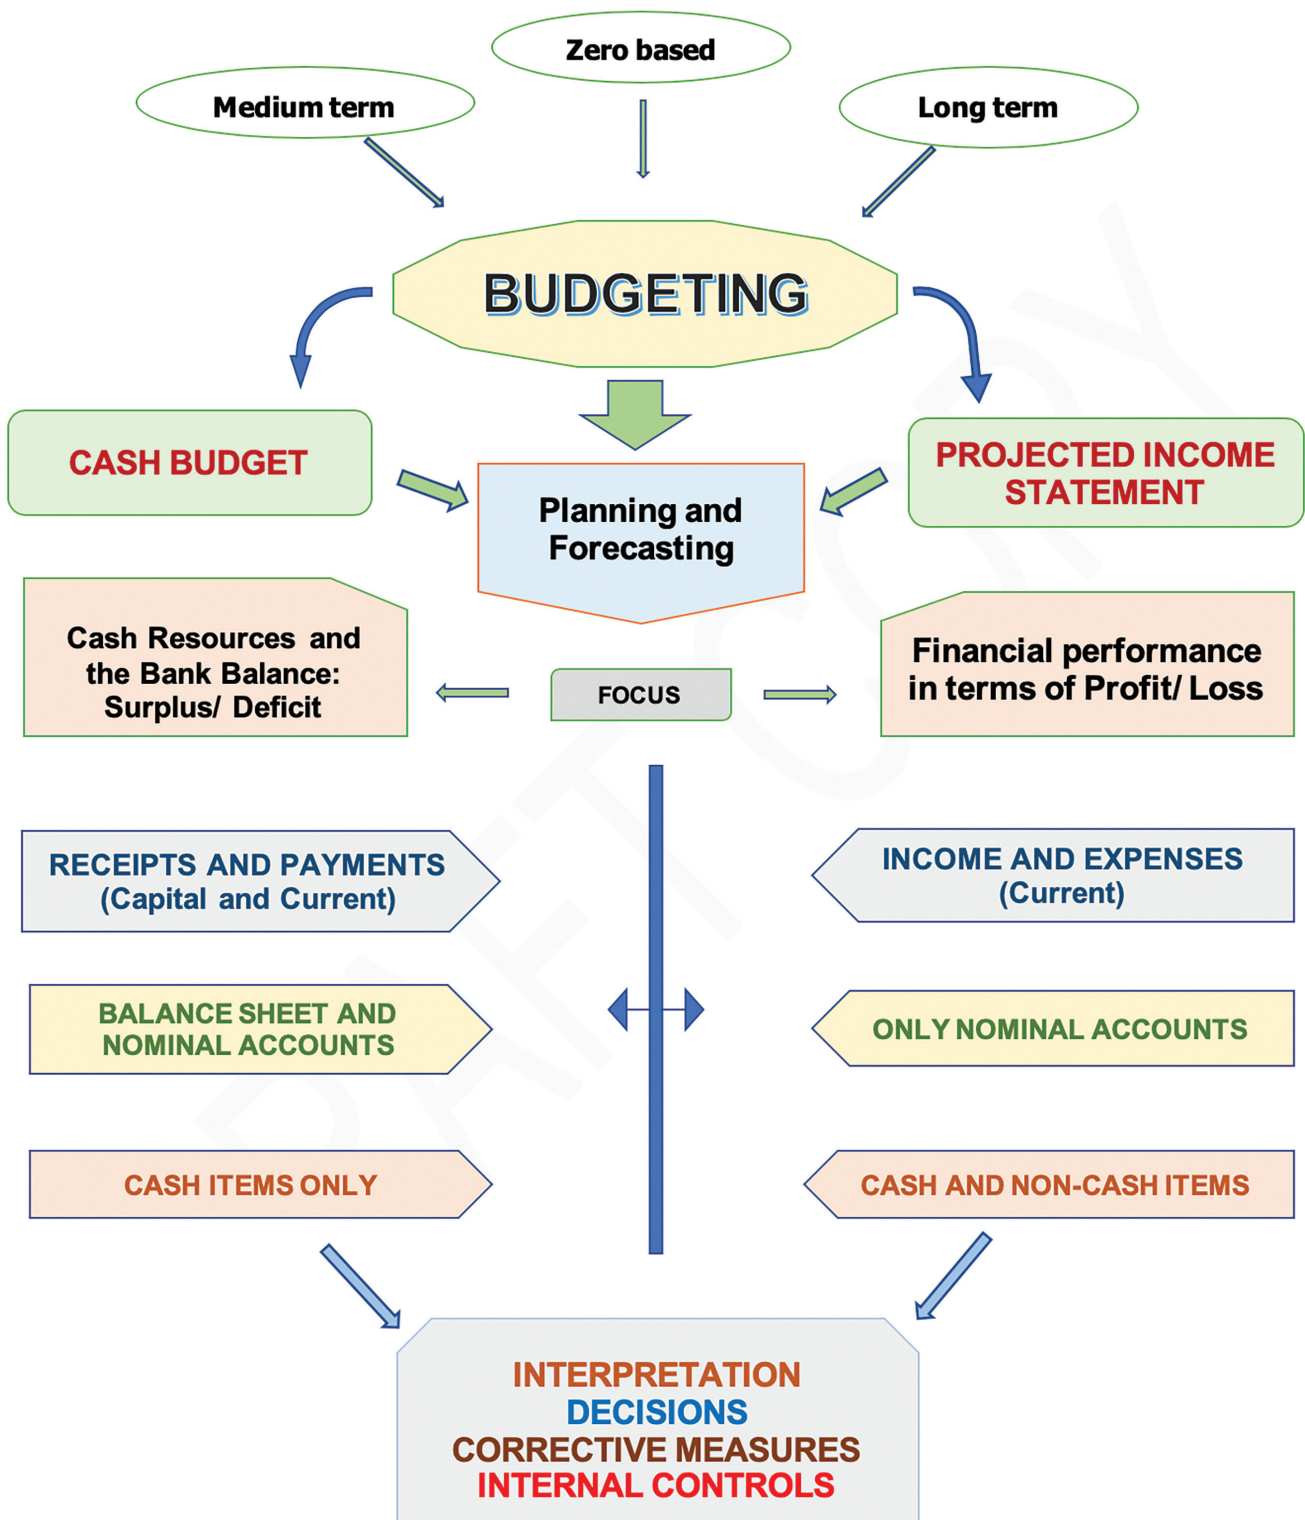 Zero based
Medium term
Long term
BUDGETING
CASH BUDGET
PROJECTED INCOME
STATEMENT
Planning and
Forecasting
Cash Resources and
the Bank Balance:
Surplus/ Deficit
FOCUS
Financial performance
in terms of Profit/ Loss
RECEIPTS AND PAYMENTS
(Capital and Current)
INCOME AND EXPENSES
(Current)
BALANCE SHEET AND
NOMINAL ACCOUNTS
ONLY NOMINAL ACCOUNTS
CASH ITEMS ONLY
CASH AND NON-CASH ITEMS
INTERPRETATION
DECISIONS
CORRECTIVE MEASURES
INTERNAL CONTROLS
RAFT COPY